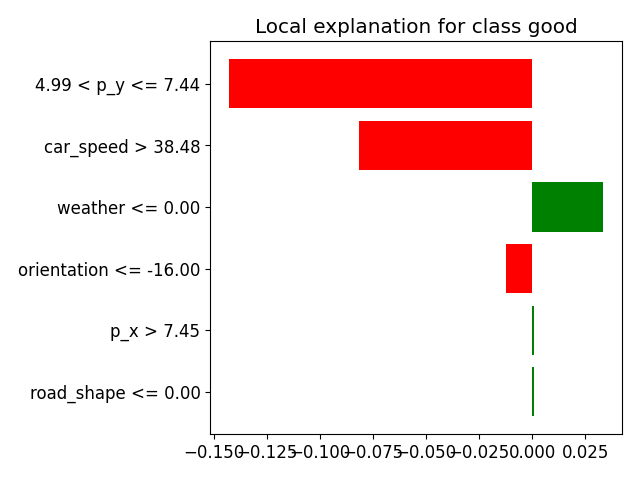 Local explanation for class good
4.99 < p_y <= 7.44
car_speed > 38.48
weather <= 0.00
orientation <= -16.00
p_x > 7.45
road_shape <= 0.00
−0.150 −0.125 −0.100 −0.075 −0.050 −0.025 0.000 0.025